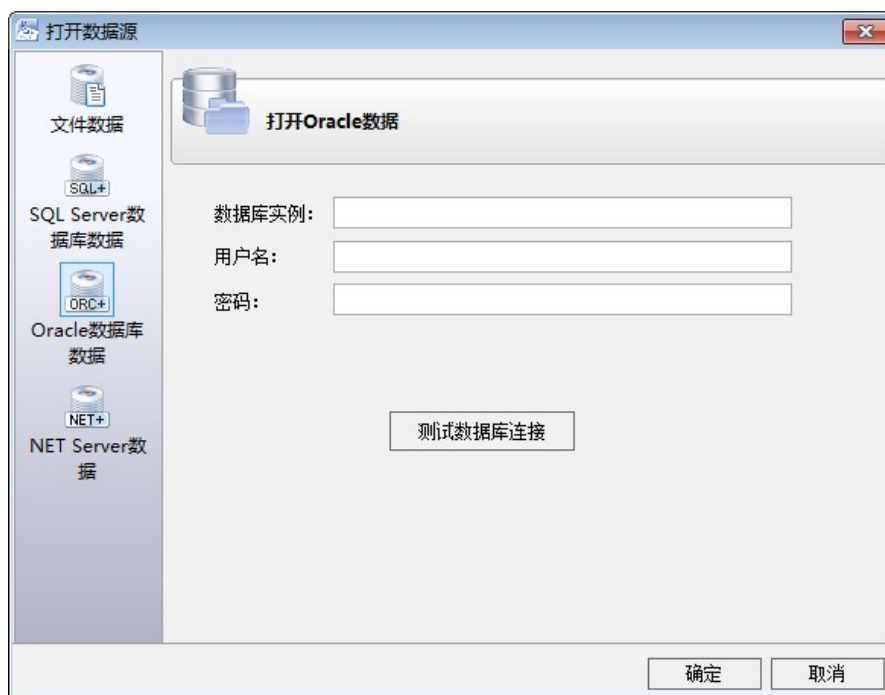 打开数据源
文件数据
SQL+
SQL Server数
据库数据
ORC+
Oracle数据库
数据
NET+
NET Server数
据
打开Oracle数据
数据库实例:
用户名:
密码:
测试数据库连接
确定
取消